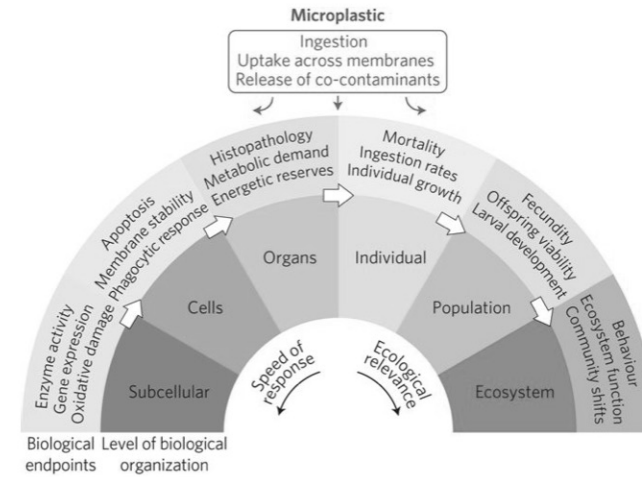 Microplastic
Ingestion
Uptake across membranes
Release of co-contaminants
Enzyme activity
Gene expression
Oxidative damage
Apoptosis
Membrane stability
Phagocytic response
Histopathology
Metabolic demand
Energetic reserves
Mortality
Ingestion rates
Individual growth
Fecundity
Offspring viability
Larval development
Behaviour
Ecosystem function
Community shifts
Subcellular
Cells
Organs
Individual
Population
Ecosystem
Speed of
response
Ecological
relevance
Biological
endpoints
Level of biological
organization